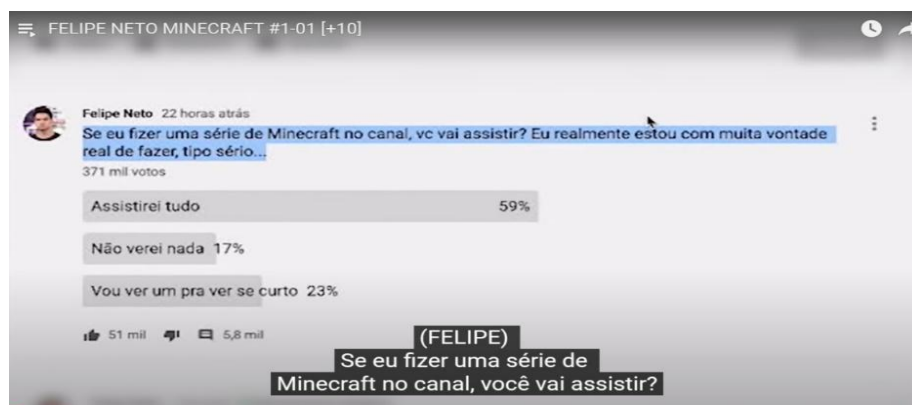 FELIPE NETO MINECRAFT #1-01 [+10]
Felipe Neto 22 horas atrás
Se eu fizer uma série de Minecraft no canal, vc vai assistir? Eu realmente estou com muita vontade
real de fazer, tipo sério...
371 mil votos
Assistirei tudo 59%
Não verei nada 17%
Vou ver um pra ver se curto 23%
51 mil 5,8 mil
(FELIPE)
Se eu fizer uma série de
Minecraft no canal, você vai assistir?